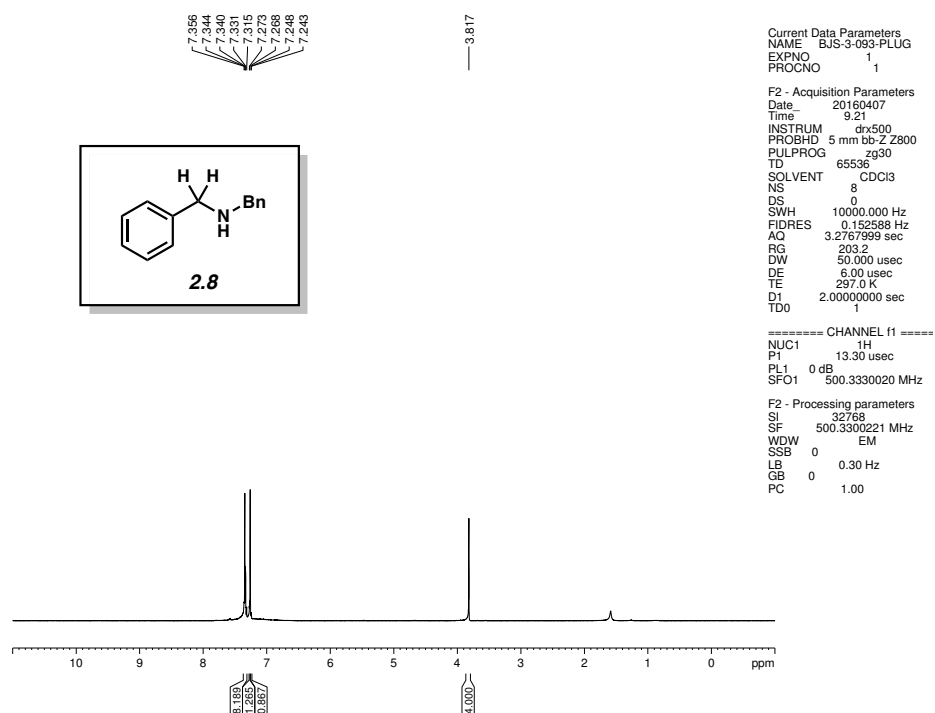 7.356
7.344
7.340
7.331
7.315
7.273
7.268
7.248
7.243
3.817
H H
N
H
Bn
2.8
Current Data Parameters
NAME BJS-3-093-PLUG
EXPNO 1
PROCNO 1
F2 - Acquisition Parameters
Date_ 20160407
Time 9.21
INSTRUM drx500
PROBHD 5 mm bb-Z Z800
PULPROG zg30
TD 65536
SOLVENT CDCl3
NS 8
DS 0
SWH 10000.000 Hz
FIDRES 0.152588 Hz
AQ 3.2767999 sec
RG 203.2
DW 50.000 usec
DE 6.00 usec
TE 297.0 K
D1 2.00000000 sec
TD0 1
======== CHANNEL f1 =====
NUC1 1H
P1 13.30 usec
PL1 0 dB
SFO1 500.3330020 MHz
F2 - Processing parameters
SI 32768
SF 500.3300221 MHz
WDW EM
SSB 0
LB 0.30 Hz
GB 0
PC 1.00
10 9 8 7 6 5 4 3 2 1 0 ppm
8.189
1.265
0.867
4.000